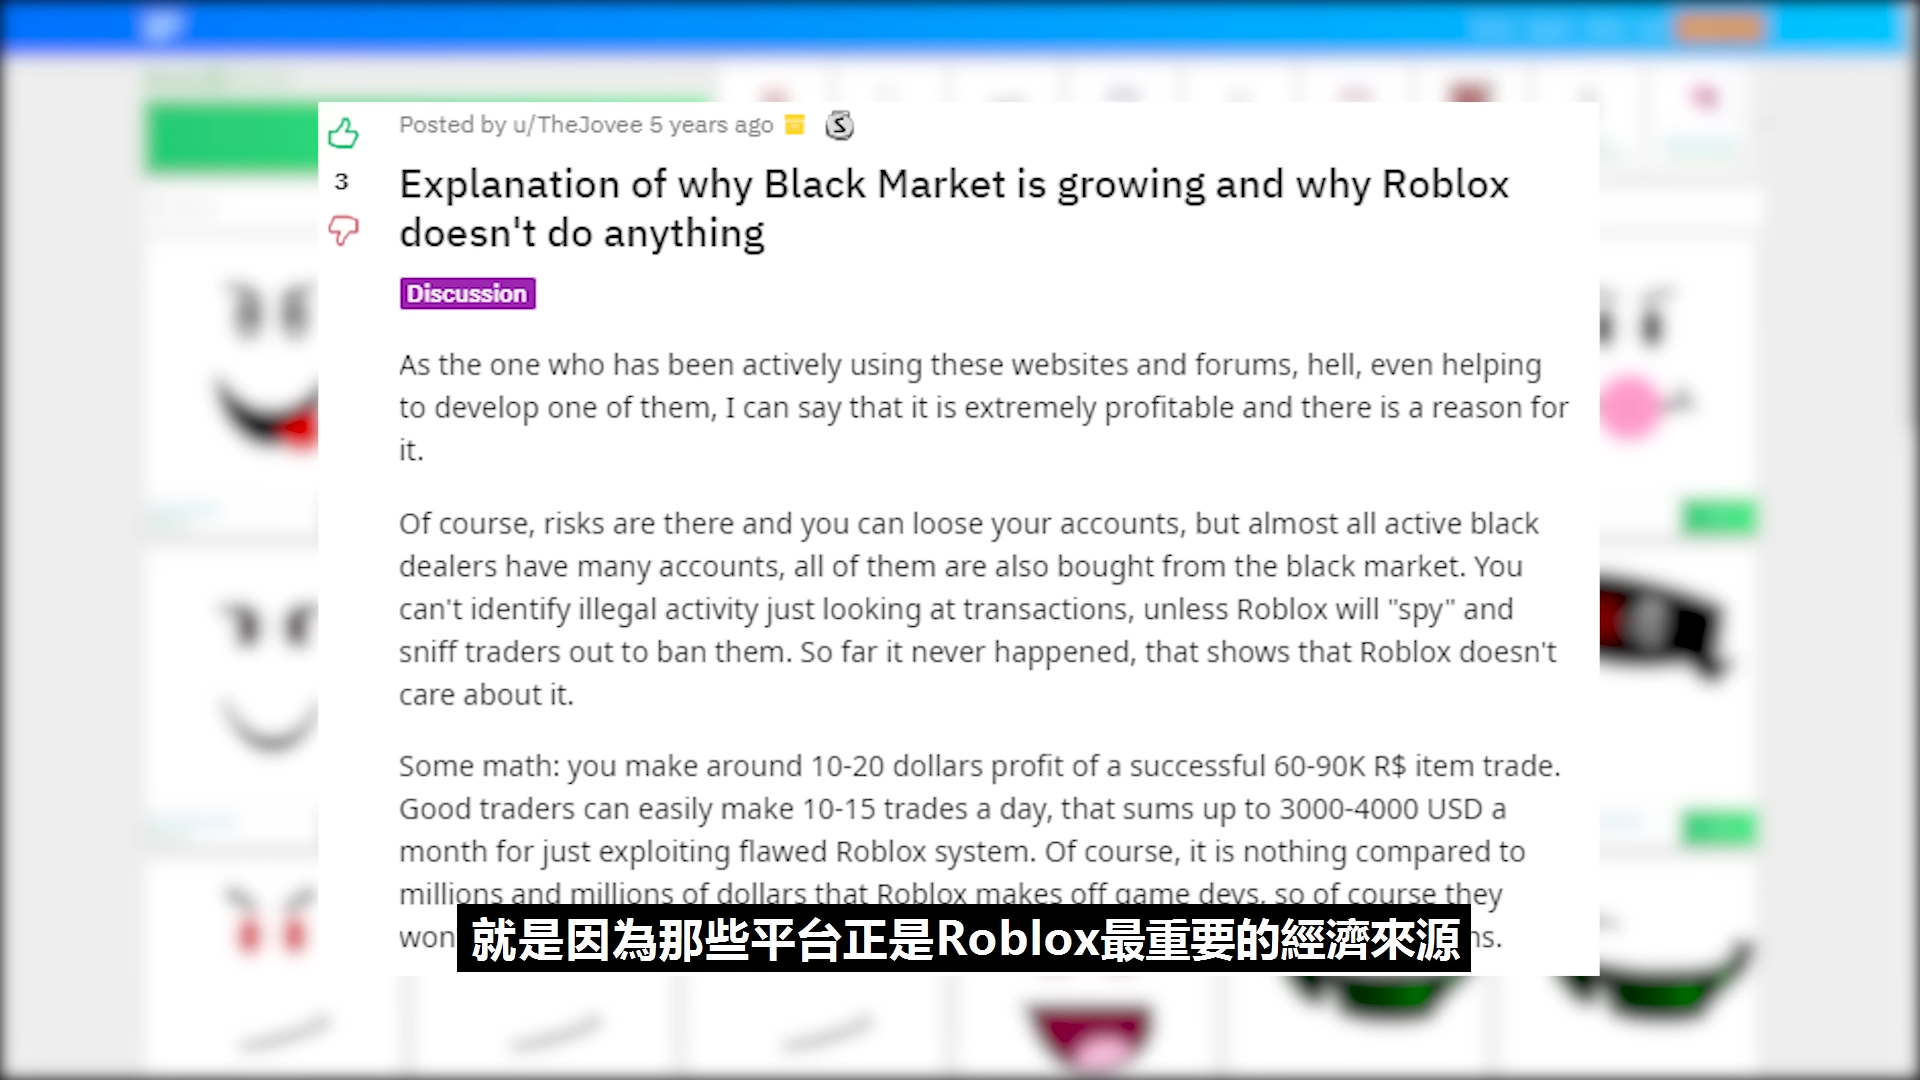 Posted by u/TheJovee 5 years ago
3
Explanation of why Black Market is growing and why Roblox
doesn't do anything
Discussion
As the one who has been actively using these websites and forums, hell, even helping
to develop one of them, I can say that it is extremely profitable and there is a reason for
it.
Of course, risks are there and you can loose your accounts, but almost all active black
dealers have many accounts, all of them are also bought from the black market. You
can't identify illegal activity just looking at transactions, unless Roblox will "spy" and
sniff traders out to ban them. So far it never happened, that shows that Roblox doesn't
care about it.
Some math: you make around 10-20 dollars profit of a successful 60-90K R$ item trade.
Good traders can easily make 10-15 trades a day, that sums up to 3000-4000 USD a
month for just exploiting flawed Roblox system. Of course, it is nothing compared to
millions and millions of dollars that Roblox makes off game devs, so of course they
就是因為那些平台正是Roblox最重要的經濟來源